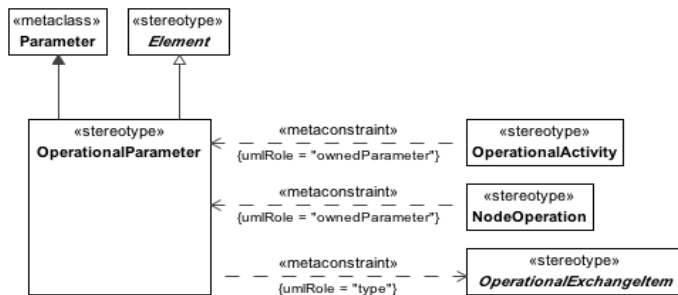 «metaclass»
Parameter
«stereotype»
Element
«stereotype»
OperationalParameter
«metaconstraint»
{umlRole = "ownedParameter"}
«stereotype»
OperationalActivity
«metaconstraint»
{umlRole = "ownedParameter"}
«stereotype»
NodeOperation
«metaconstraint»
{umlRole = "type"}
«stereotype»
OperationalExchangeItem